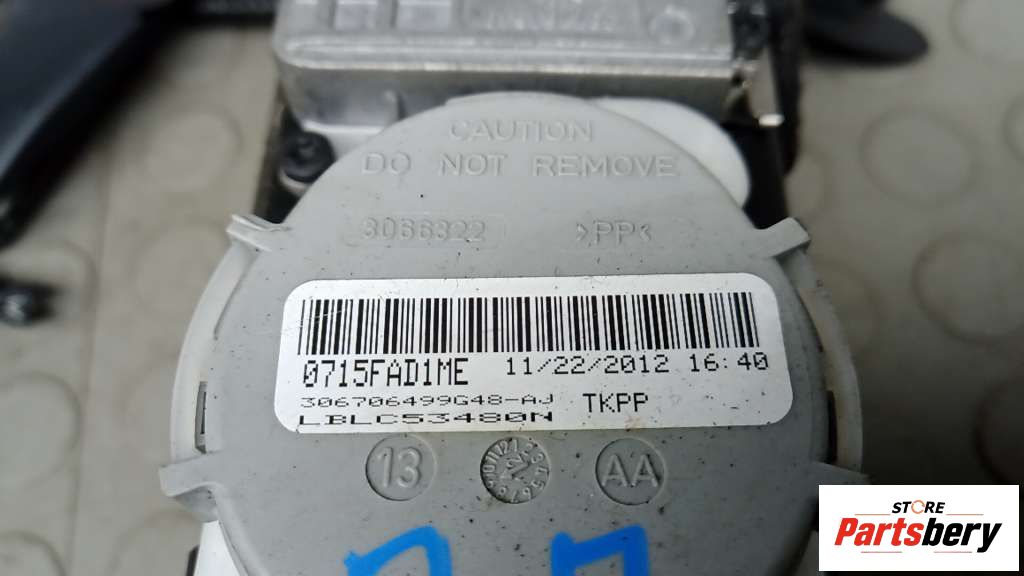 CAUTION
DO NOT REMOVE
3066322 >PP<
0715FAD1ME 11/22/2012 16:40
306706499G48-AJ TKPP
LBLC53480N
13 AA
STORE
Partsbery